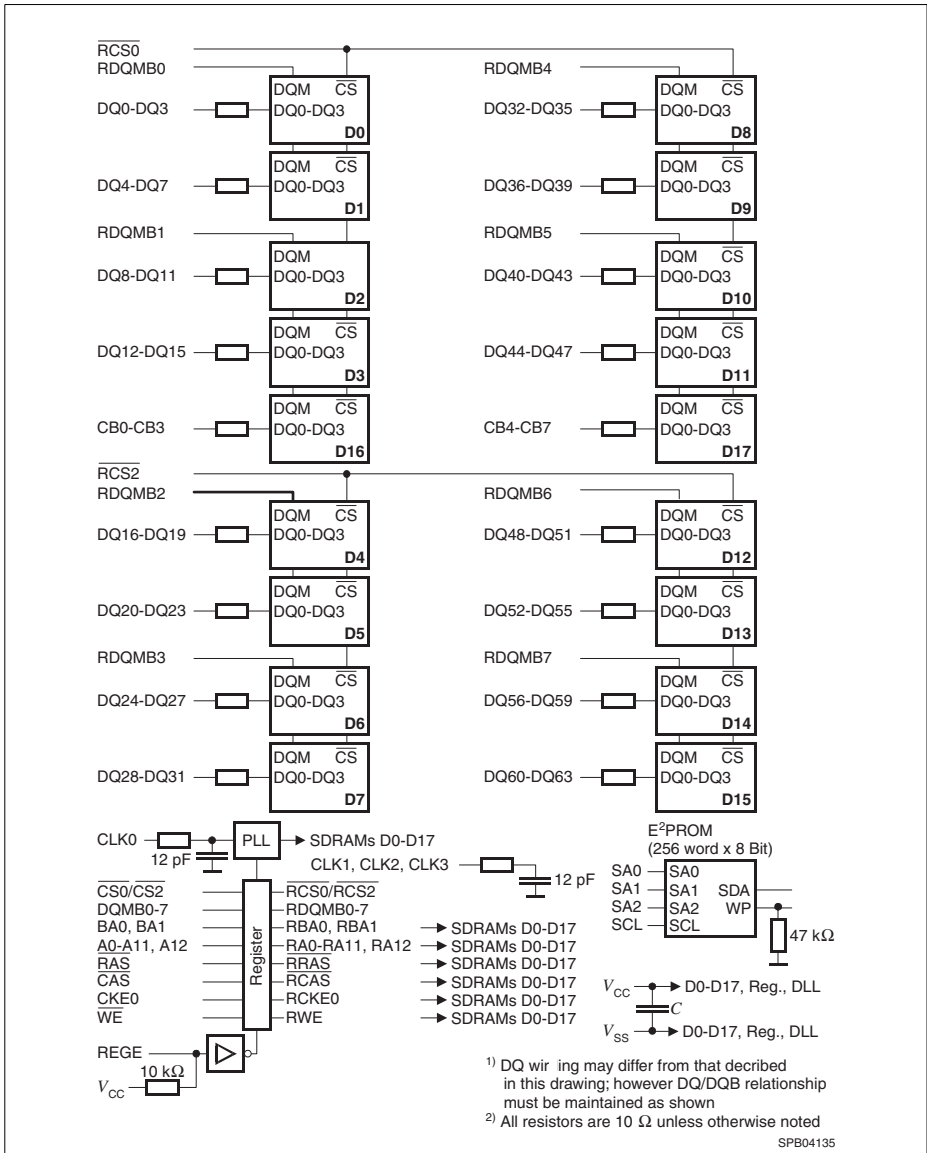 RCS0
RDQMB0 RDQMB4
DQM CS DQM CS
DQ0-DQ3 DQ0-DQ3 DQ32-DQ35 DQ0-DQ3
D0 D8
DQM CS DQM CS
DQ4-DQ7 DQ0-DQ3 DQ36-DQ39 DQ0-DQ3
D1 D9
RDQMB1 RDQMB5
DQM DQM CS
DQ8-DQ11 DQ0-DQ3 DQ40-DQ43 DQ0-DQ3
D2 D10
DQM CS DQM CS
DQ12-DQ15 DQ0-DQ3 DQ44-DQ47 DQ0-DQ3
D3 D11
DQM CS DQM CS
CB0-CB3 DQ0-DQ3 CB4-CB7 DQ0-DQ3
D16 D17
RCS2
RDQMB2 RDQMB6
DQM CS DQM CS
DQ16-DQ19 DQ0-DQ3 DQ48-DQ51 DQ0-DQ3
D4 D12
DQM CS DQM CS
DQ20-DQ23 DQ0-DQ3 DQ52-DQ55 DQ0-DQ3
D5 D13
RDQMB3 RDQMB7
DQM CS DQM CS
DQ24-DQ27 DQ0-DQ3 DQ56-DQ59 DQ0-DQ3
D6 D14
DQM CS DQM CS
DQ28-DQ31 DQ0-DQ3 DQ60-DQ63 DQ0-DQ3
D7 D15
CLK0 PLL SDRAMs D0-D17
12 pF
CLK1, CLK2, CLK3
12 pF
E²PROM
(256 word x 8 Bit)
SA0 SA0
SA1 SA1 SDA
SA2 SA2 WP
SCL SCL
47 kΩ
Register
CS0/CS2 RCS0/RCS2
DQMB0-7 RDQMB0-7
BA0, BA1 RBA0, RBA1 SDRAMs D0-D17
A0-A11, A12 RA0-RA11, RA12 SDRAMs D0-D17
RAS RRAS SDRAMs D0-D17
CAS RCAS SDRAMs D0-D17
CKE0 RCKE0 SDRAMs D0-D17
WE RWE SDRAMs D0-D17
VCC D0-D17, Reg., DLL
C
VSS D0-D17, Reg., DLL
REGE
10 kΩ
VCC
1) DQ wir ing may differ from that decribed
in this drawing; however DQ/DQB relationship
must be maintained as shown
2) All resistors are 10 Ω unless otherwise noted
SPB04135